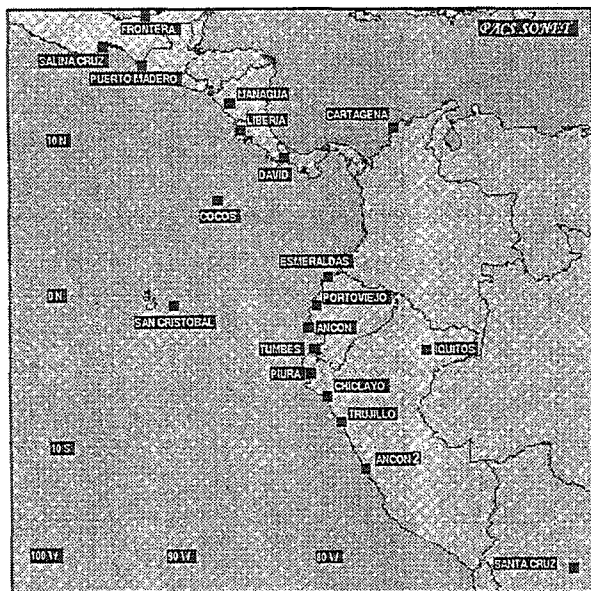 FRONTERA
PACS SONET
SALINA CRUZ
PUERTO MADERO
MANAGUA
LIBERIA
CARTAGENA
10 N
DAVID
COCOS
ESMERALDAS
0 N
PORTOVIEJO
SAN CRISTOBAL
ANCON
TUMBES
IQUITOS
PIURA
CHICLAYO
TRUJILLO
10 S
ANCON 2
100 W
90 W
80 W
SANTA CRUZ